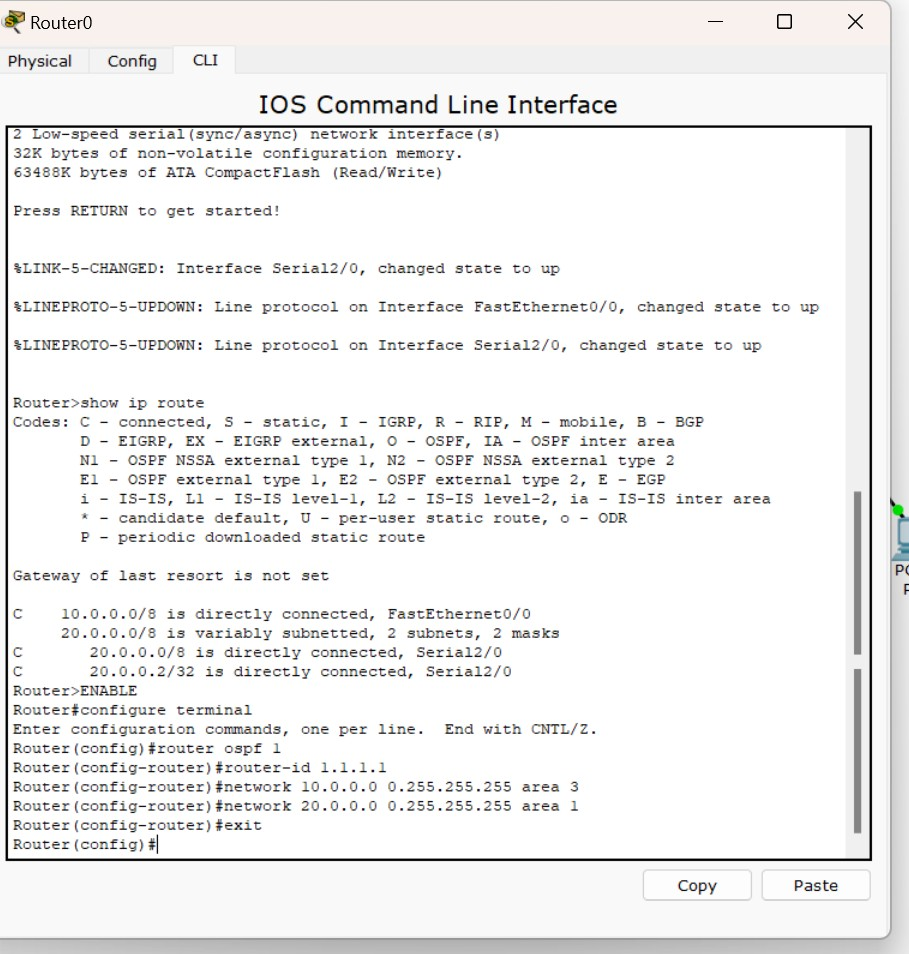 Router0
Physical Config CLI
IOS Command Line Interface
2 Low-speed serial(sync/async) network interface(s)
32K bytes of non-volatile configuration memory.
63488K bytes of ATA CompactFlash (Read/Write)
Press RETURN to get started!
%LINK-5-CHANGED: Interface Serial2/0, changed state to up
%LINEPROTO-5-UPDOWN: Line protocol on Interface FastEthernet0/0, changed state to up
%LINEPROTO-5-UPDOWN: Line protocol on Interface Serial2/0, changed state to up
Router>show ip route
Codes: C - connected, S - static, I - IGRP, R - RIP, M - mobile, B - BGP
D - EIGRP, EX - EIGRP external, O - OSPF, IA - OSPF inter area
N1 - OSPF NSSA external type 1, N2 - OSPF NSSA external type 2
E1 - OSPF external type 1, E2 - OSPF external type 2, E - EGP
i - IS-IS, L1 - IS-IS level-1, L2 - IS-IS level-2, ia - IS-IS inter area
* - candidate default, U - per-user static route, o - ODR
P - periodic downloaded static route
Gateway of last resort is not set
C 10.0.0.0/8 is directly connected, FastEthernet0/0
20.0.0.0/8 is variably subnetted, 2 subnets, 2 masks
C 20.0.0.0/8 is directly connected, Serial2/0
C 20.0.0.2/32 is directly connected, Serial2/0
Router>ENABLE
Router#configure terminal
Enter configuration commands, one per line. End with CNTL/Z.
Router(config)#router ospf 1
Router(config-router)#router-id 1.1.1.1
Router(config-router)#network 10.0.0.0 0.255.255.255 area 3
Router(config-router)#network 20.0.0.0 0.255.255.255 area 1
Router(config-router)#exit
Router(config)#
Copy Paste